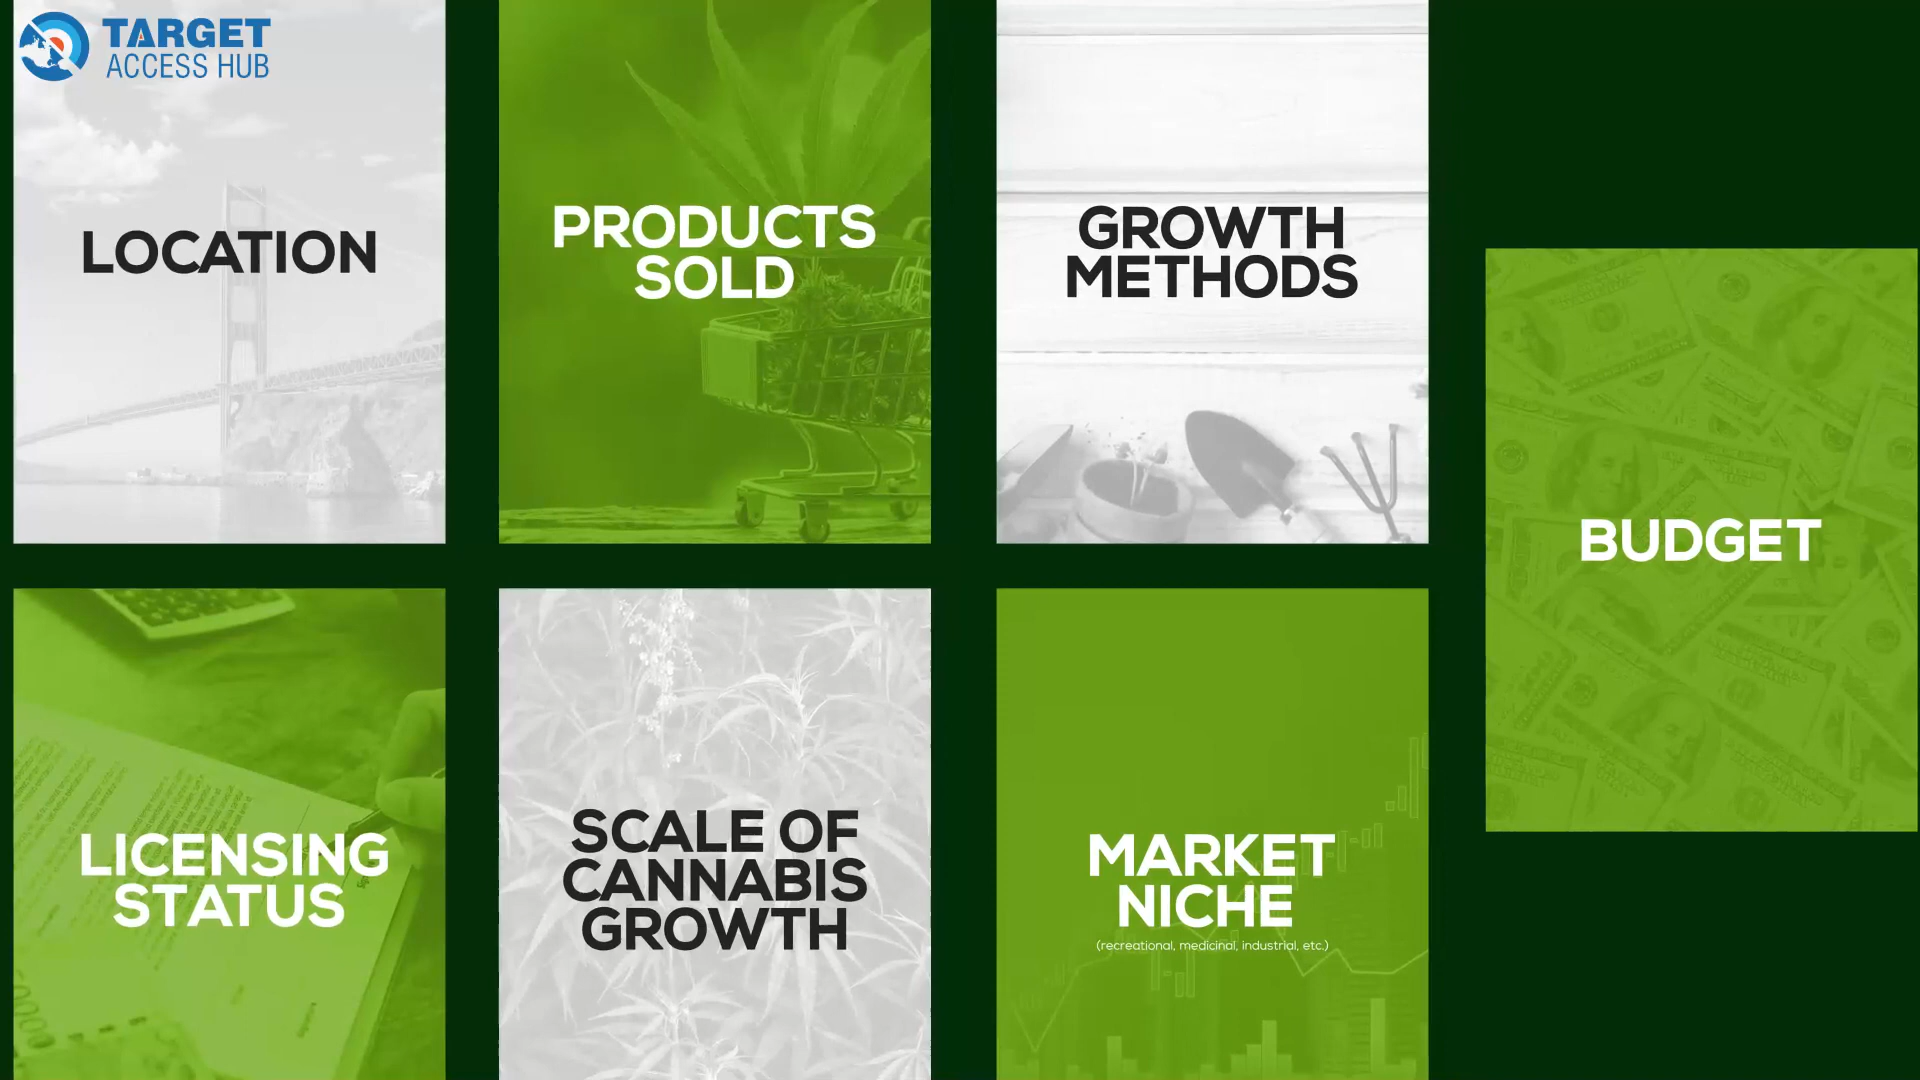 TARGET
ACCESS HUB
LOCATION
PRODUCTS
SOLD
GROWTH
METHODS
BUDGET
LICENSING
STATUS
SCALE OF
CANNABIS
GROWTH
MARKET
NICHE
(recreational, medicinal, industrial, etc.)